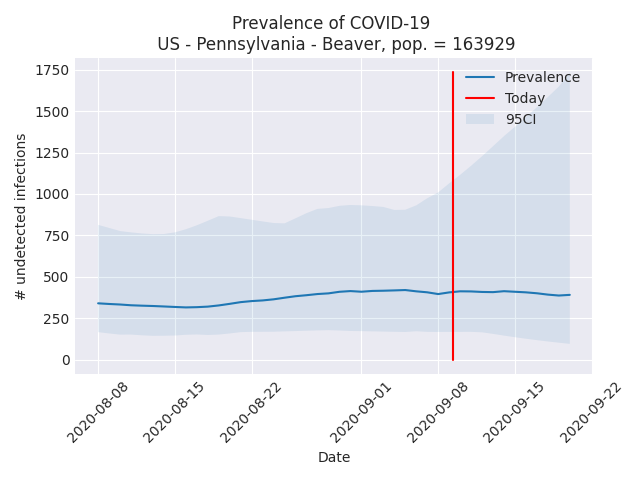 Prevalence of COVID-19
US - Pennsylvania - Beaver, pop. = 163929
1750
1500
1250
1000
750
500
250
0
# undetected infections
Prevalence
Today
95CI
2020-08-08
2020-08-15
2020-08-22
2020-09-01
2020-09-08
2020-09-15
2020-09-22
Date